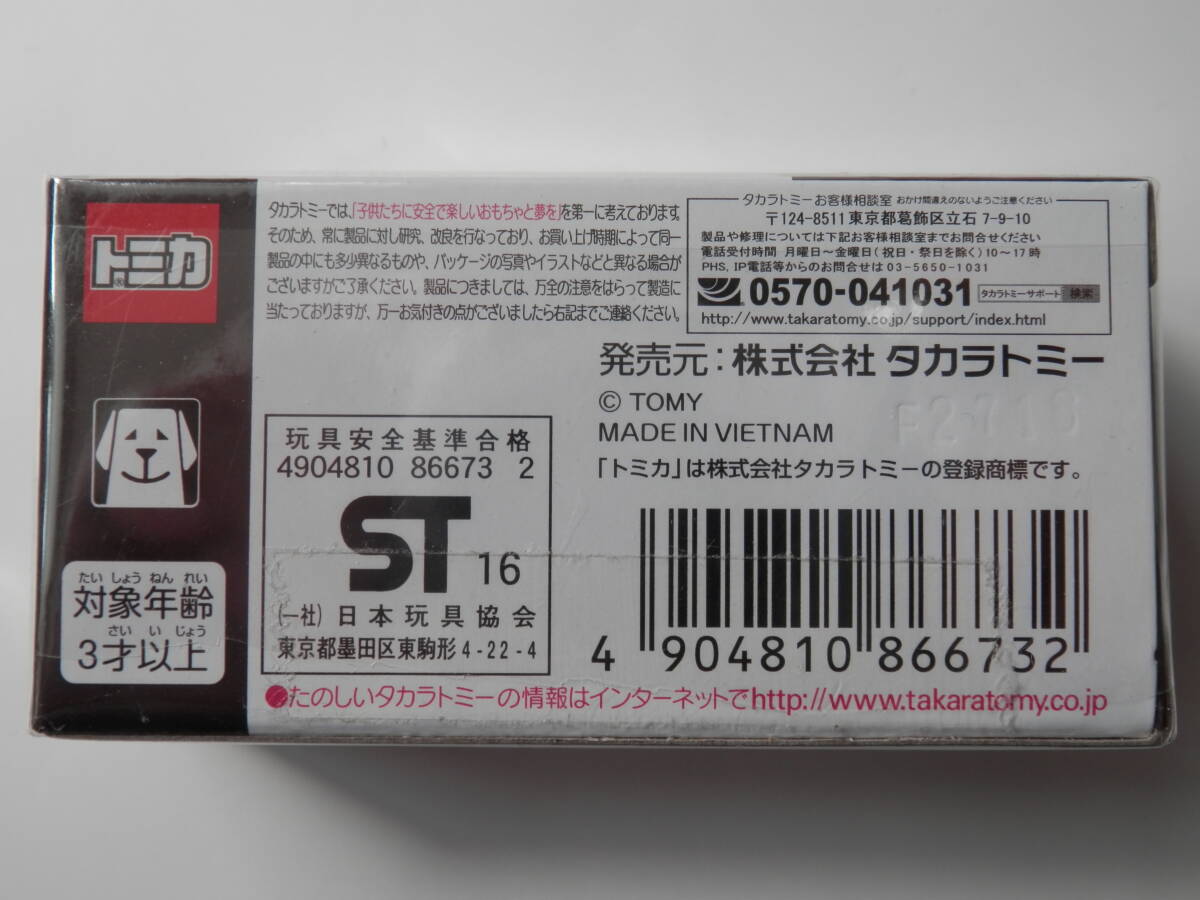 トミカ®
たいしょうねんれい
対象年齢
さいいじょう
3才以上
タカラトミーでは、「子供たちに安全で楽しいおもちゃと夢を」を第一に考えております。
そのため、常に製品に対し研究、改良を行なっており、お買い上げ時期によって同一
製品の中にも多少異なるものや、パッケージの写真やイラストなどと異なる場合が
ございますがご了承ください。製品につきましては、万全の注意をはらって製造に
当たっておりますが、万一お気付きの点がございましたら右記までご連絡ください。
タカラトミーお客様相談室 おかけ間違えのないようご注意ください
〒124-8511 東京都葛飾区立石 7-9-10
製品や修理については下記お客様相談室までお問合せください
電話受付時間 月曜日〜金曜日(祝日・祭日を除く)10〜17時
PHS、IP電話等からのお問合せは03-5650-1031
0570-041031 タカラトミーサポート 検索
http://www.takaratomy.co.jp/support/index.html
発売元:株式会社 タカラトミー
© TOMY
MADE IN VIETNAM
「トミカ」は株式会社タカラトミーの登録商標です。
玩具安全基準合格
4904810 86673 2
ST 16
(一社)日本玩具協会
東京都墨田区東駒形4-22-4
4 904810 866732
●たのしいタカラトミーの情報はインターネットでhttp://www.takaratomy.co.jp